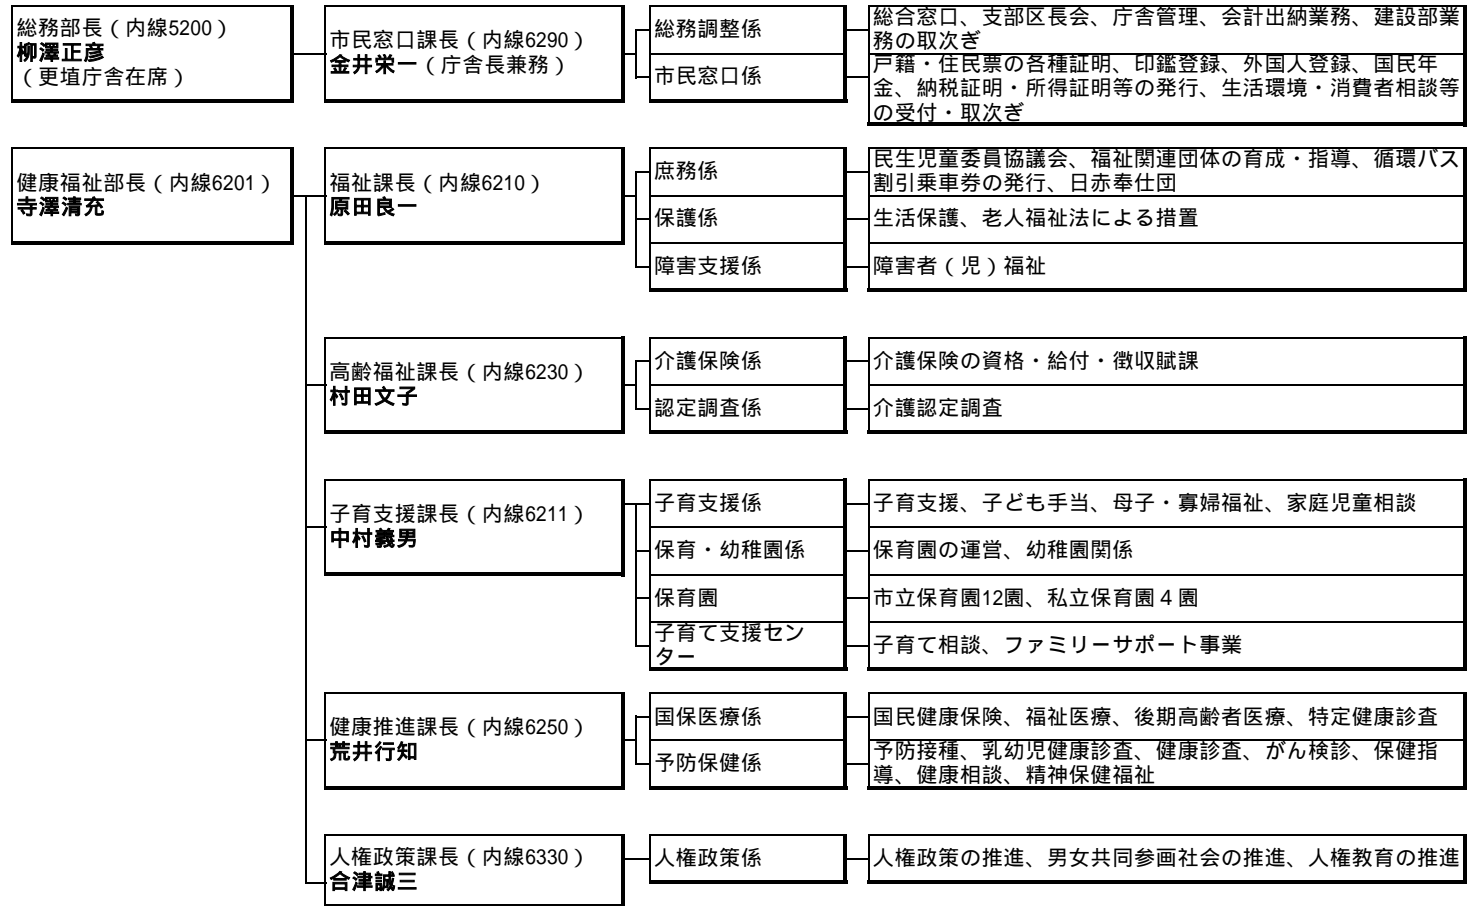 総務部長（内線5200）
柳澤正彦
（更埴庁舎在席）
市民窓口課長（内線6290）
金井栄一（庁舎長兼務）
総務調整係
総合窓口、支部区長会、庁舎管理、会計出納業務、建設部業
務の取次ぎ
市民窓口係
戸籍・住民票の各種証明、印鑑登録、外国人登録、国民年
金、納税証明・所得証明等の発行、生活環境・消費者相談等
の受付・取次ぎ
健康福祉部長（内線6201）
寺澤清充
福祉課長（内線6210）
原田良一
庶務係
民生児童委員協議会、福祉関連団体の育成・指導、循環バス
割引乗車券の発行、日赤奉仕団
保護係
生活保護、老人福祉法による措置
障害支援係
障害者（児）福祉
高齢福祉課長（内線6230）
村田文子
介護保険係
介護保険の資格・給付・徴収賦課
認定調査係
介護認定調査
子育支援課長（内線6211）
中村義男
子育支援係
子育支援、子ども手当、母子・寡婦福祉、家庭児童相談
保育・幼稚園係
保育園の運営、幼稚園関係
保育園
市立保育園12園、私立保育園４園
子育て支援セン
ター
子育て相談、ファミリーサポート事業
健康推進課長（内線6250）
荒井行知
国保医療係
国民健康保険、福祉医療、後期高齢者医療、特定健康診査
予防保健係
予防接種、乳幼児健康診査、健康診査、がん検診、保健指
導、健康相談、精神保健福祉
人権政策課長（内線6330）
合津誠三
人権政策係
人権政策の推進、男女共同参画社会の推進、人権教育の推進